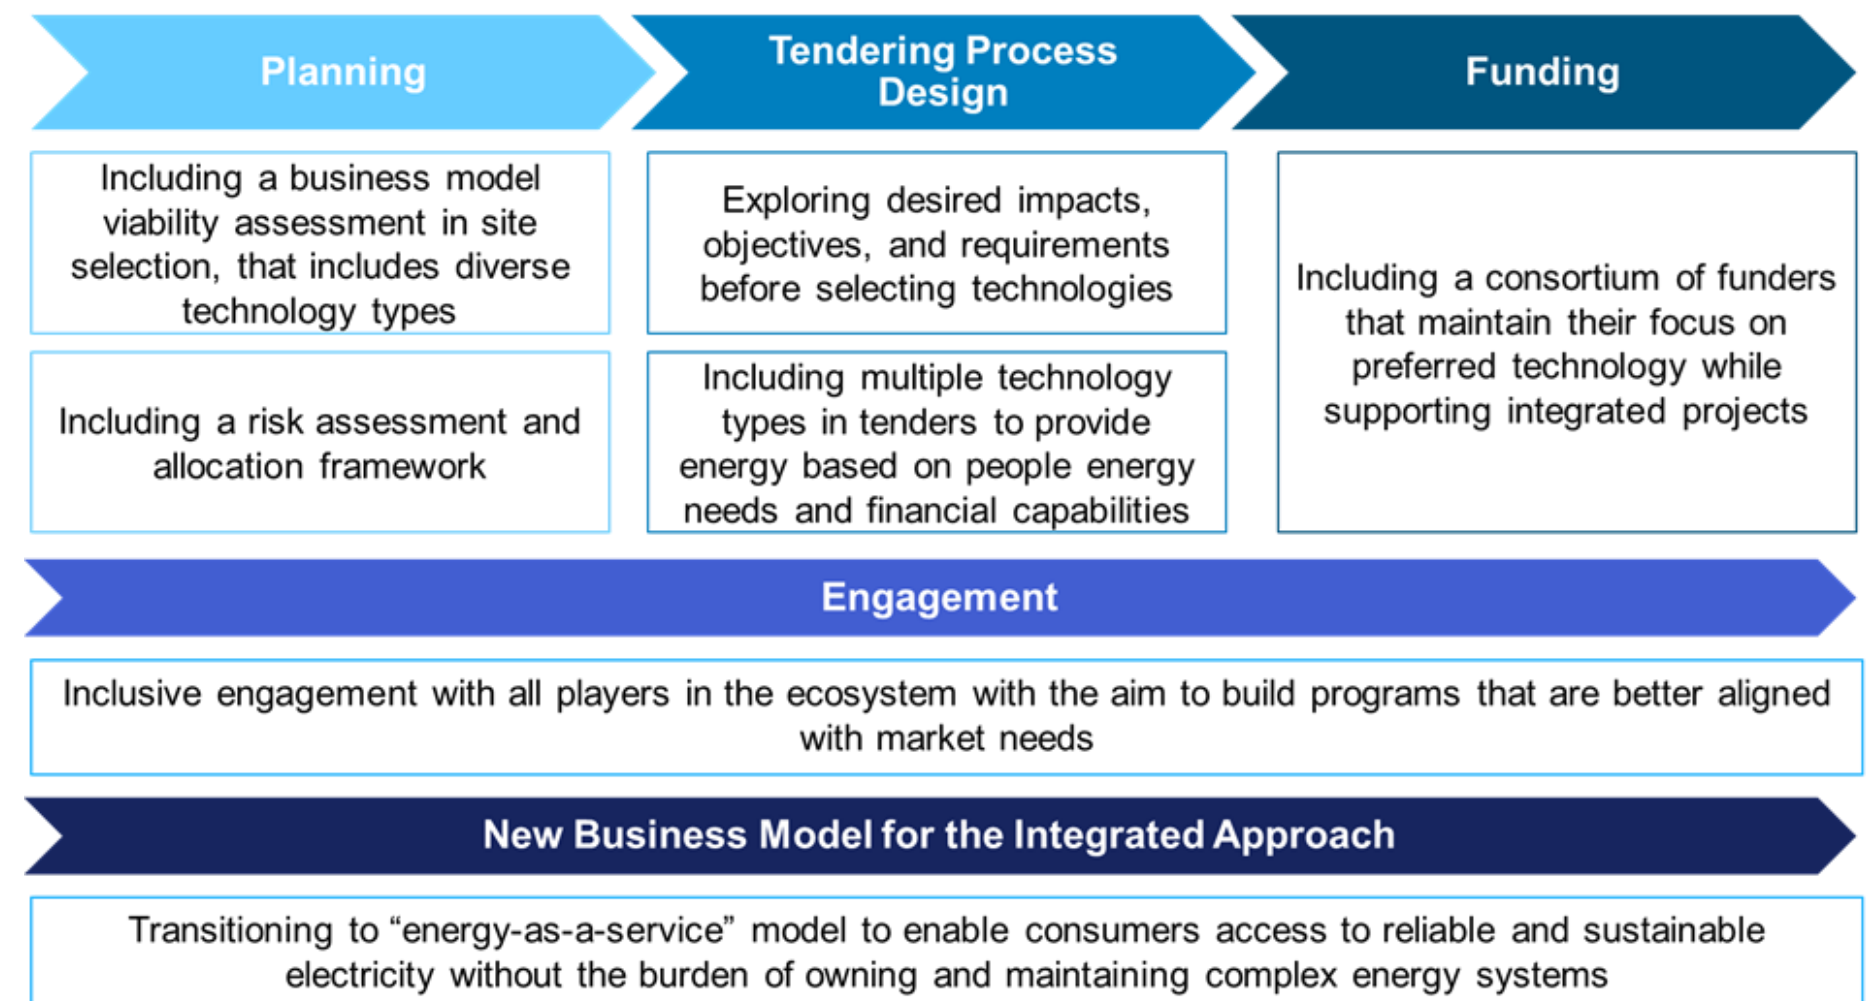 Planning
Tendering Process
Design
Funding
Including a business model
viability assessment in site
selection, that includes diverse
technology types
Including a risk assessment and
allocation framework
Exploring desired impacts,
objectives, and requirements
before selecting technologies
Including multiple technology
types in tenders to provide
energy based on people energy
needs and financial capabilities
Including a consortium of funders
that maintain their focus on
preferred technology while
supporting integrated projects
Engagement
Inclusive engagement with all players in the ecosystem with the aim to build programs that are better aligned
with market needs
New Business Model for the Integrated Approach
Transitioning to “energy-as-a-service” model to enable consumers access to reliable and sustainable
electricity without the burden of owning and maintaining complex energy systems